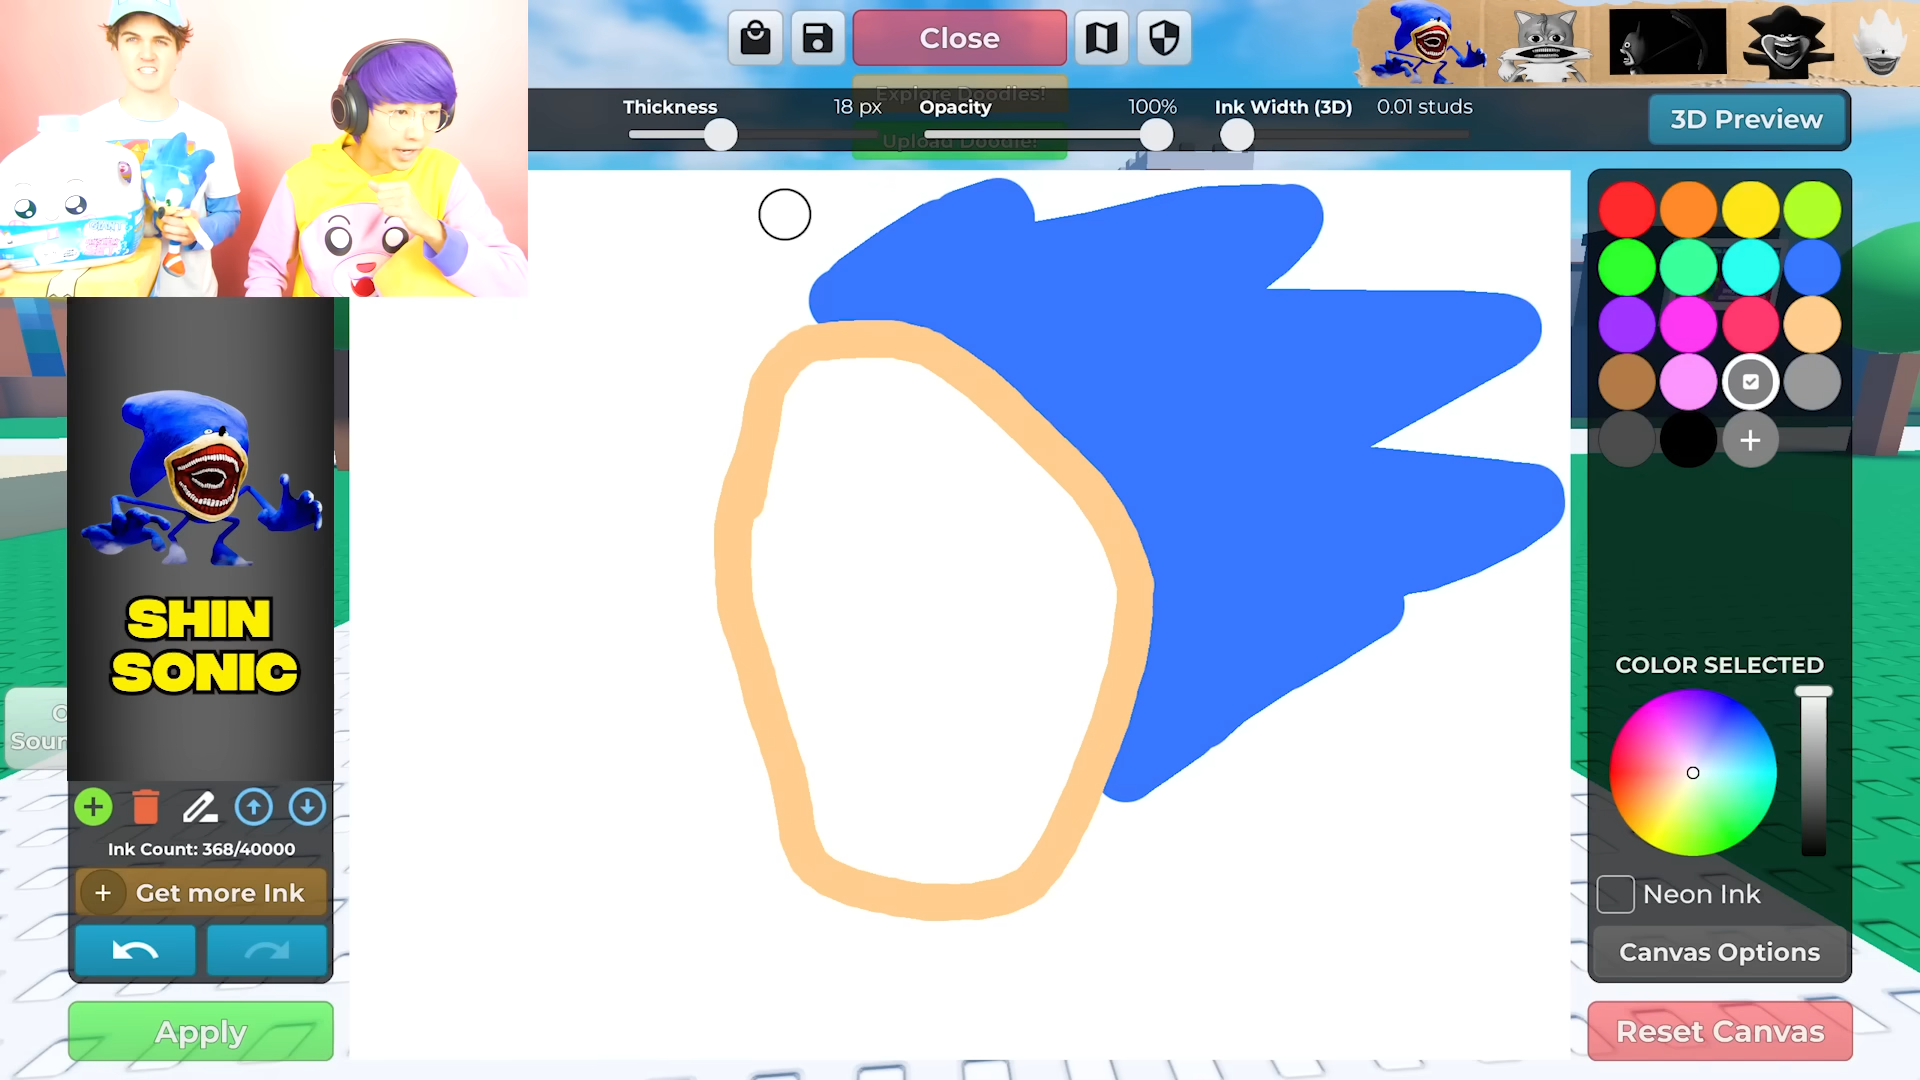 Close
Explore Doodles!
Thickness 18 px Opacity 100% Ink Width (3D) 0.01 studs
3D Preview
Upload Doodle!
SHIN
SONIC
COLOR SELECTED
Sour
Ink Count: 368/40000
+ Get more Ink
Neon Ink
Canvas Options
Apply
Reset Canvas